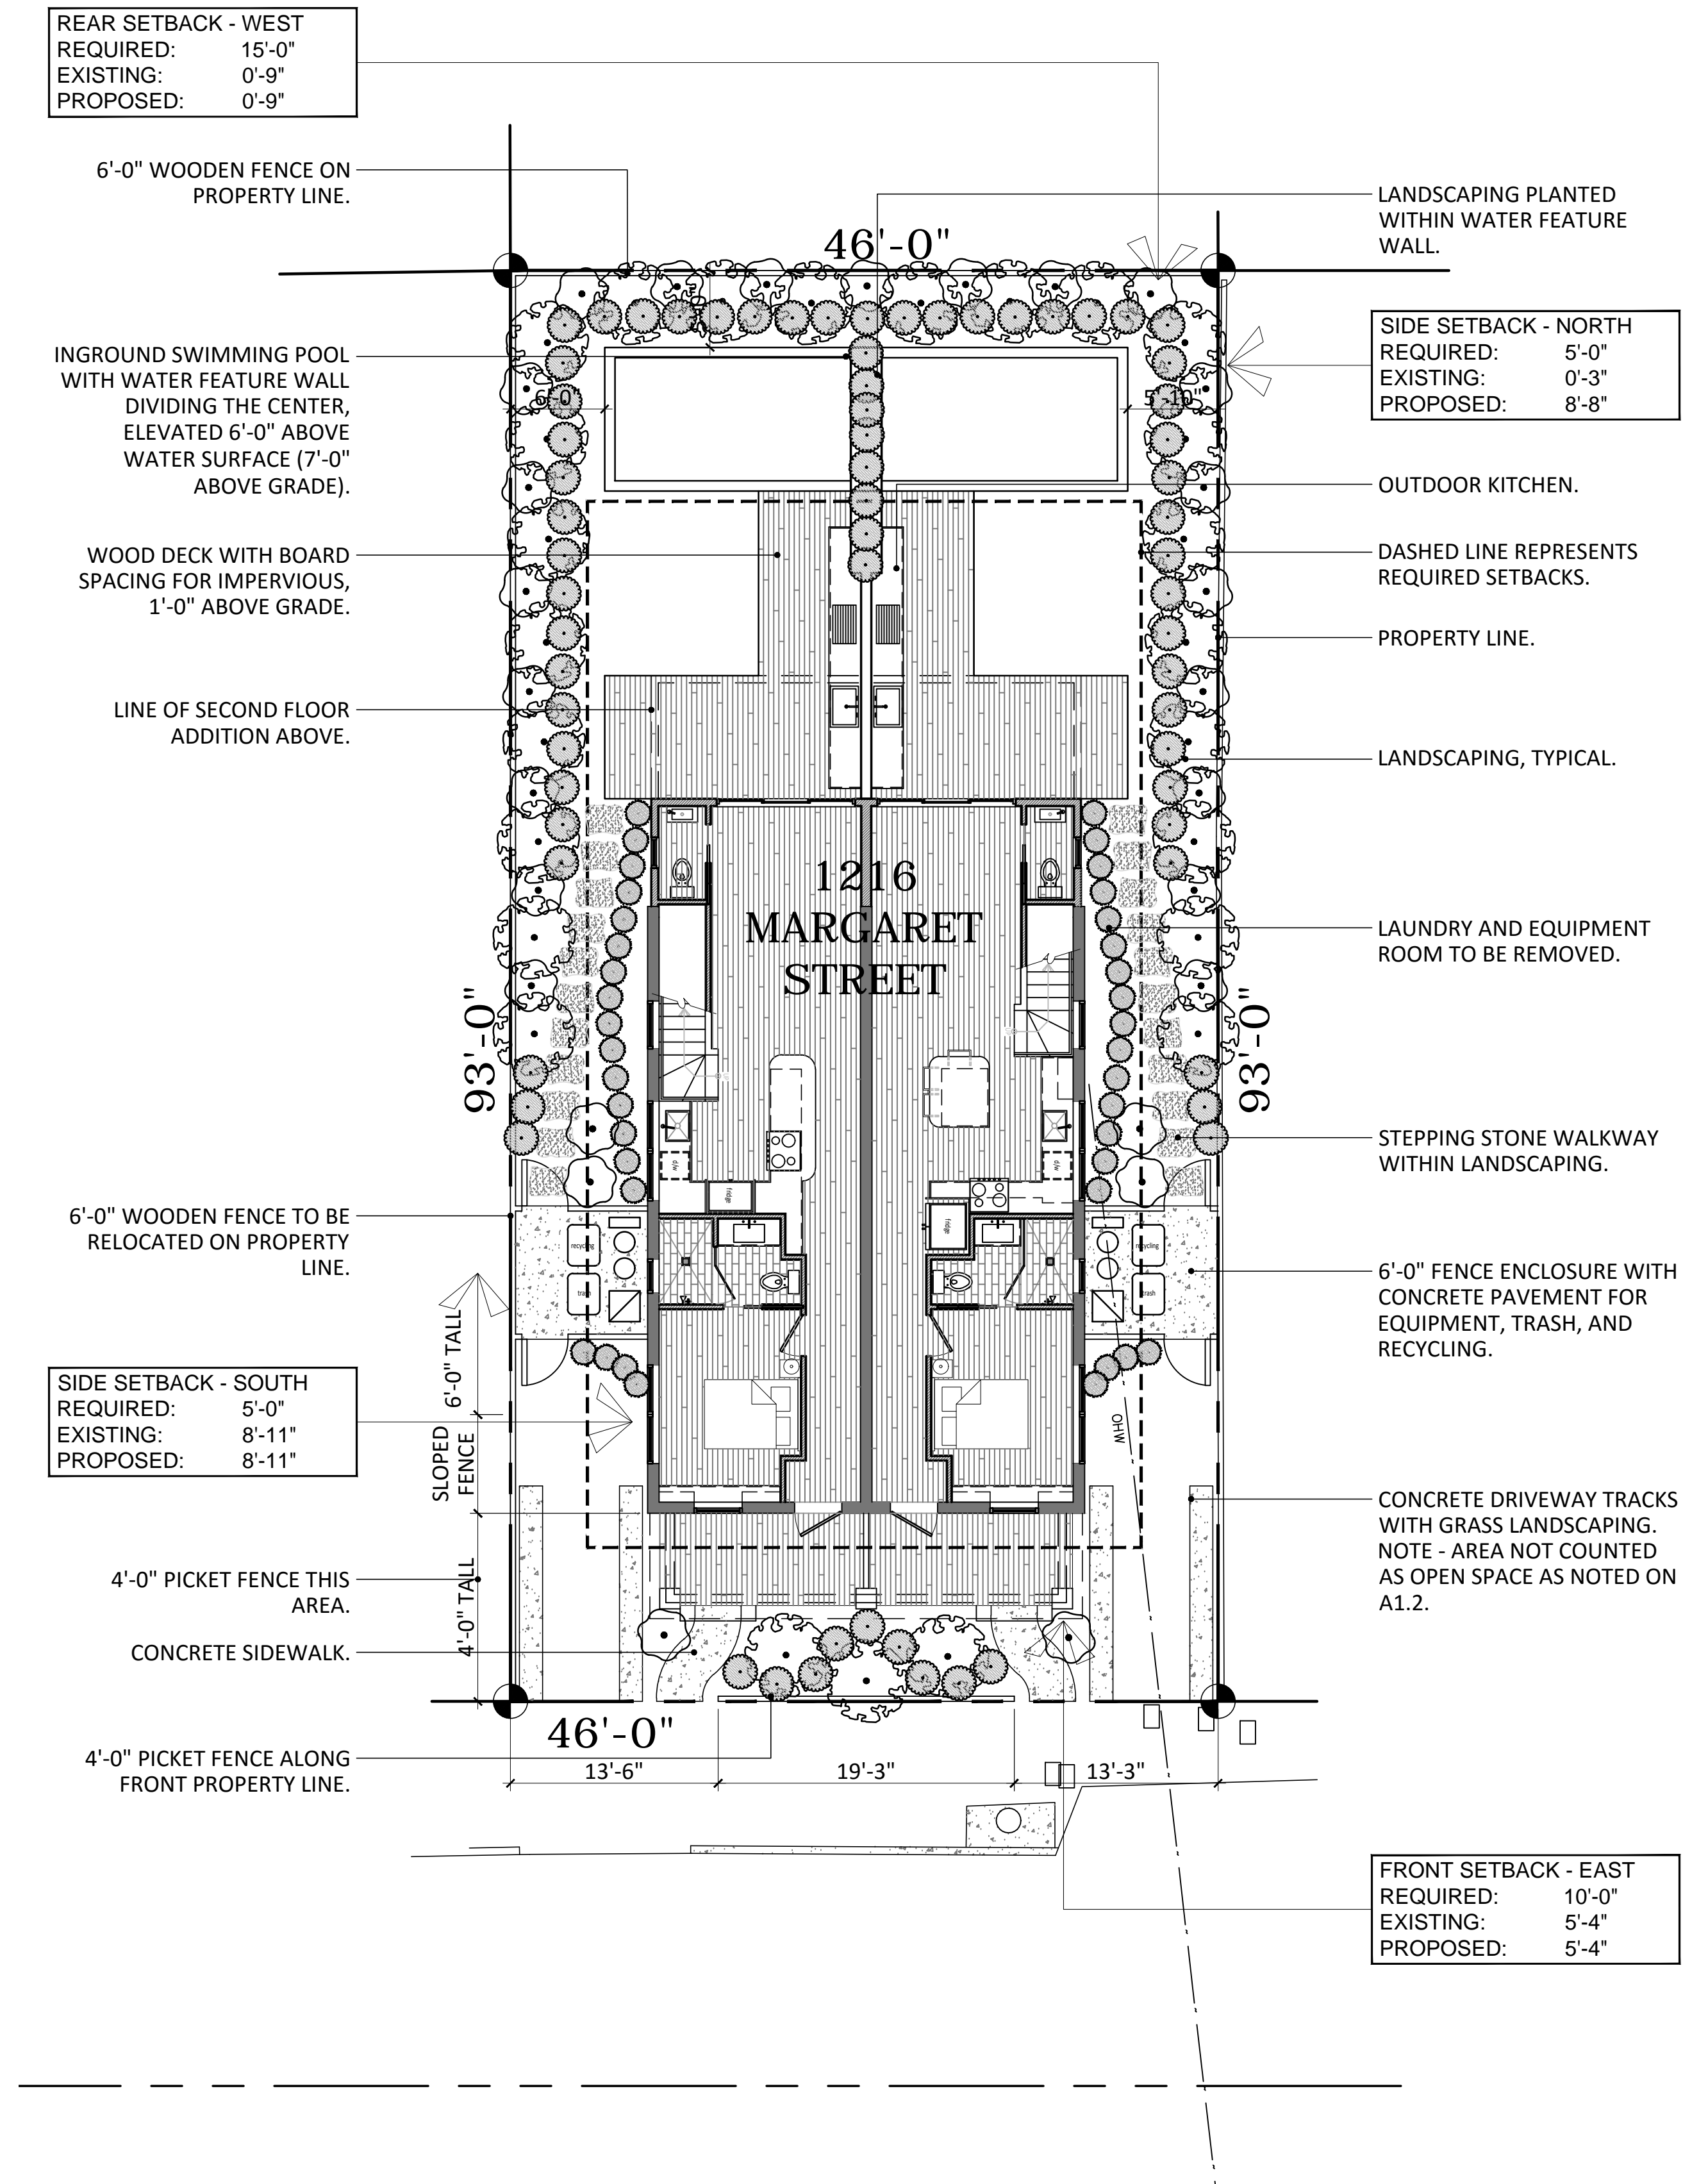 REAR SETBACK - WEST
REQUIRED: 15'-0"
EXISTING: 0'-9"
PROPOSED: 0'-9"
6'-0" WOODEN FENCE ON
PROPERTY LINE.
LANDSCAPING PLANTED
WITHIN WATER FEATURE
WALL.
46'-0"
SIDE SETBACK - NORTH
REQUIRED: 5'-0"
EXISTING: 0'-3"
PROPOSED: 8'-8"
INGROUND SWIMMING POOL
WITH WATER FEATURE WALL
DIVIDING THE CENTER,
ELEVATED 6'-0" ABOVE
WATER SURFACE (7'-0"
ABOVE GRADE).
6'-0"
5'-10"
OUTDOOR KITCHEN.
WOOD DECK WITH BOARD
SPACING FOR IMPERVIOUS,
1'-0" ABOVE GRADE.
DASHED LINE REPRESENTS
REQUIRED SETBACKS.
PROPERTY LINE.
LINE OF SECOND FLOOR
ADDITION ABOVE.
LANDSCAPING, TYPICAL.
1216
MARGARET
STREET
LAUNDRY AND EQUIPMENT
ROOM TO BE REMOVED.
93'-0"
93'-0"
STEPPING STONE WALKWAY
WITHIN LANDSCAPING.
d/w
d/w
fridge
fridge
6'-0" WOODEN FENCE TO BE
RELOCATED ON PROPERTY
LINE.
recycling
trash
recycling
trash
6'-0" FENCE ENCLOSURE WITH
CONCRETE PAVEMENT FOR
EQUIPMENT, TRASH, AND
RECYCLING.
6'-0" TALL
SIDE SETBACK - SOUTH
REQUIRED: 5'-0"
EXISTING: 8'-11"
PROPOSED: 8'-11"
SLOPED
FENCE
OHW
CONCRETE DRIVEWAY TRACKS
WITH GRASS LANDSCAPING.
NOTE - AREA NOT COUNTED
AS OPEN SPACE AS NOTED ON
A1.2.
4'-0" PICKET FENCE THIS
AREA.
4'-0" TALL
CONCRETE SIDEWALK.
46'-0"
4'-0" PICKET FENCE ALONG
FRONT PROPERTY LINE.
13'-6"
19'-3"
13'-3"
FRONT SETBACK - EAST
REQUIRED: 10'-0"
EXISTING: 5'-4"
PROPOSED: 5'-4"